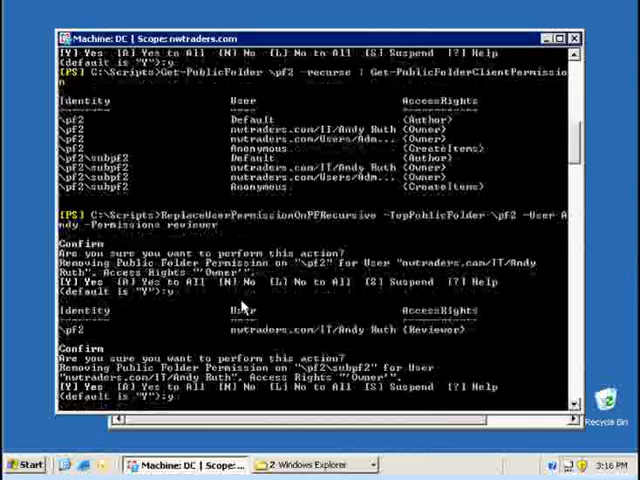 Machine: DC | Scope: nwtraders.com
[Y] Yes  [A] Yes to All  [N] No  [L] No to All  [S] Suspend  [?] Help
(default is "Y"):y
[PS] C:\Scripts>Get-PublicFolder \pf2 -recurse | Get-PublicFolderClientPermissio
n
Identity User AccessRights
\pf2 Default {Author}
\pf2 nwtraders.com/IT/Andy Ruth {Owner}
\pf2 nwtraders.com/Users/Adm... {Owner}
\pf2 Anonymous {CreateItems}
\pf2\subpf2 Default {Author}
\pf2\subpf2 nwtraders.com/IT/Andy Ruth {Owner}
\pf2\subpf2 nwtraders.com/Users/Adm... {Owner}
\pf2\subpf2 Anonymous {CreateItems}
[PS] C:\Scripts>ReplaceUserPermissionOnPFRecursive -TopPublicFolder \pf2 -User A
ndy -Permissions reviewer
Confirm
Are you sure you want to perform this action?
Removing Public Folder Permission on "\pf2" for User "nwtraders.com/IT/Andy
Ruth", Access Rights "'Owner'".
[Y] Yes  [A] Yes to All  [N] No  [L] No to All  [S] Suspend  [?] Help
(default is "Y"):y
Identity User AccessRights
\pf2 nwtraders.com/IT/Andy Ruth {Reviewer}
Confirm
Are you sure you want to perform this action?
Removing Public Folder Permission on "\pf2\subpf2" for User
"nwtraders.com/IT/Andy Ruth", Access Rights "'Owner'".
[Y] Yes  [A] Yes to All  [N] No  [L] No to All  [S] Suspend  [?] Help
(default is "Y"):y
Recycle Bin
Start
Machine: DC | Scope: ...
2 Windows Explorer
3:16 PM